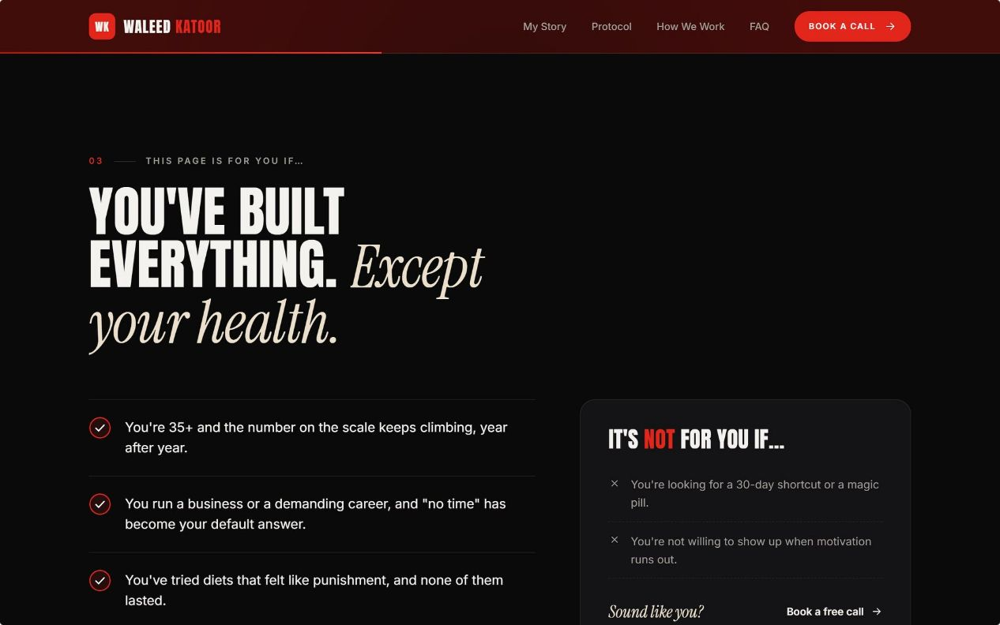 WK WALEED KATOOR
My Story
Protocol
How We Work
FAQ
BOOK A CALL →
03 — THIS PAGE IS FOR YOU IF…
YOU'VE BUILT
EVERYTHING. Except
your health.
You're 35+ and the number on the scale keeps climbing, year
after year.
You run a business or a demanding career, and "no time" has
become your default answer.
You've tried diets that felt like punishment, and none of them
lasted.
IT'S NOT FOR YOU IF…
You're looking for a 30-day shortcut or a magic
pill.
You're not willing to show up when motivation
runs out.
Sound like you?
Book a free call →